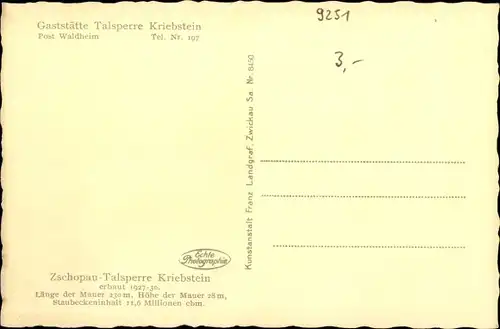 Gaststätte Talsperre Kriebstein
Post Waldheim Tel. Nr. 197
9251
3,-
Kunstanstalt Franz Landgraf, Zwickau Sa. Nr. 8450
Echte
Photographie
Zschopau-Talsperre Kriebstein
erbaut 1927-30.
Länge der Mauer 230 m, Höhe der Mauer 28 m,
Staubeckeninhalt 11,6 Millionen cbm.